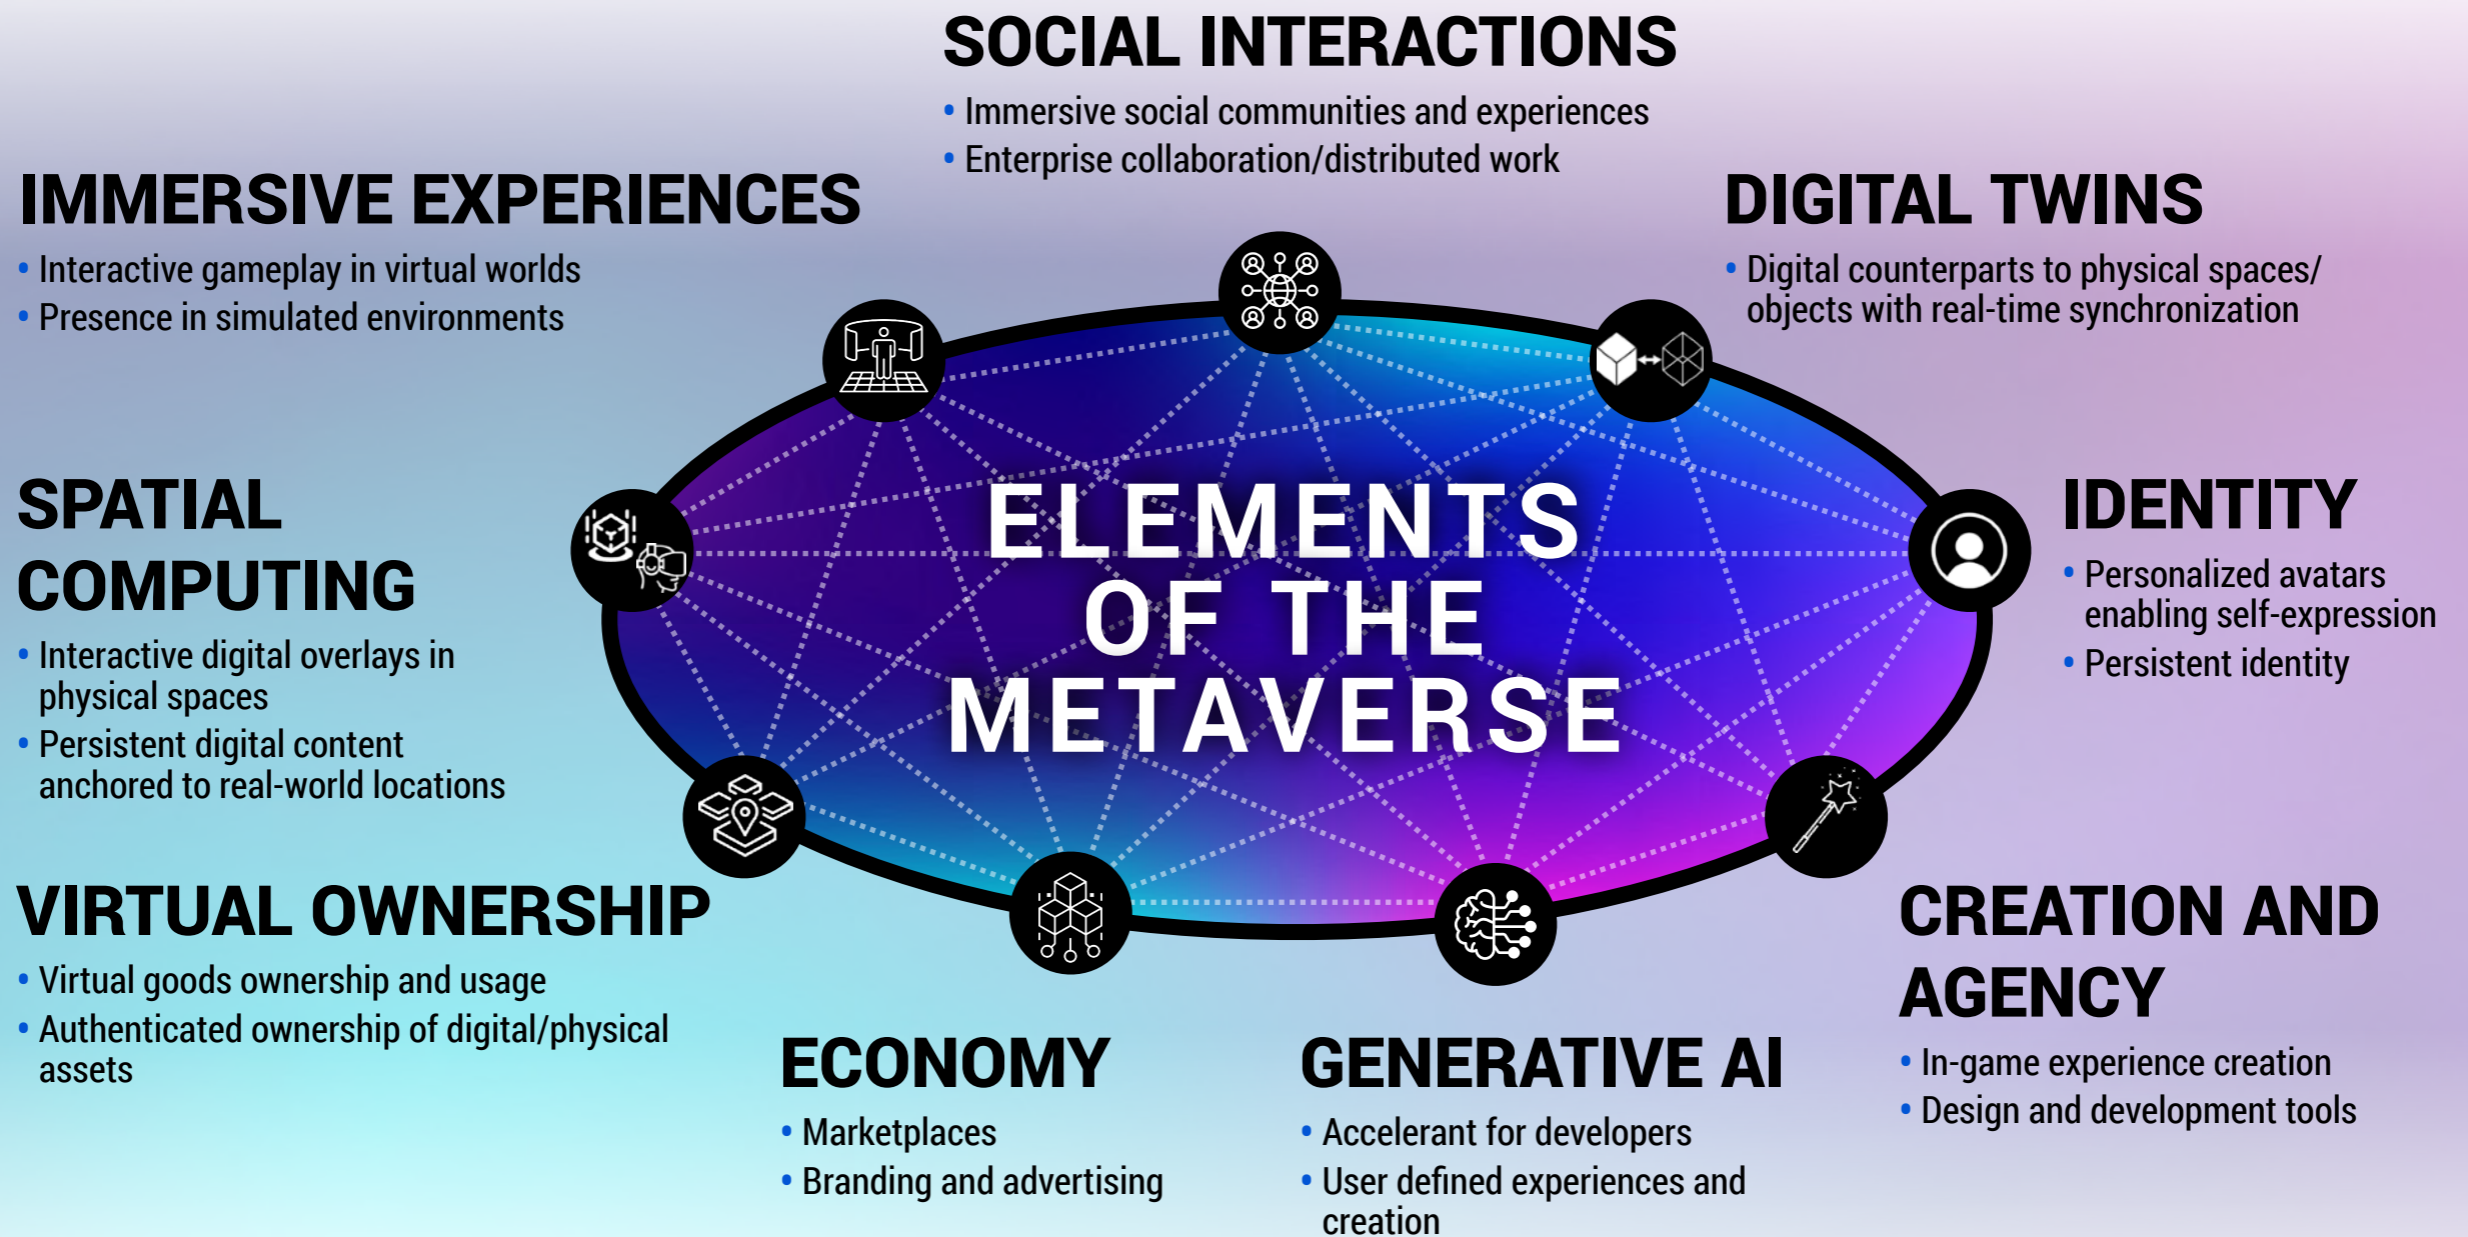 SOCIAL INTERACTIONS
• Immersive social communities and experiences
• Enterprise collaboration/distributed work
IMMERSIVE EXPERIENCES
• Interactive gameplay in virtual worlds
• Presence in simulated environments
DIGITAL TWINS
• Digital counterparts to physical spaces/
objects with real-time synchronization
SPATIAL
COMPUTING
• Interactive digital overlays in
physical spaces
• Persistent digital content
anchored to real-world locations
ELEMENTS
OF THE
METAVERSE
IDENTITY
• Personalized avatars
enabling self-expression
• Persistent identity
VIRTUAL OWNERSHIP
• Virtual goods ownership and usage
• Authenticated ownership of digital/physical
assets
ECONOMY
• Marketplaces
• Branding and advertising
GENERATIVE AI
• Accelerant for developers
• User defined experiences and
creation
CREATION AND
AGENCY
• In-game experience creation
• Design and development tools